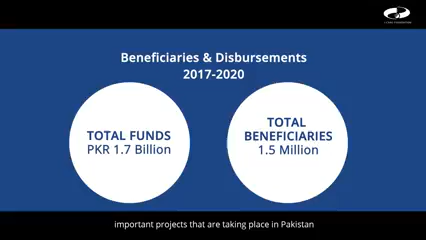 Beneficiaries & Disbursements
2017-2020
TOTAL FUNDS
PKR 1.7 Billion
TOTAL
BENEFICIARIES
1.5 Million
important projects that are taking place in Pakistan